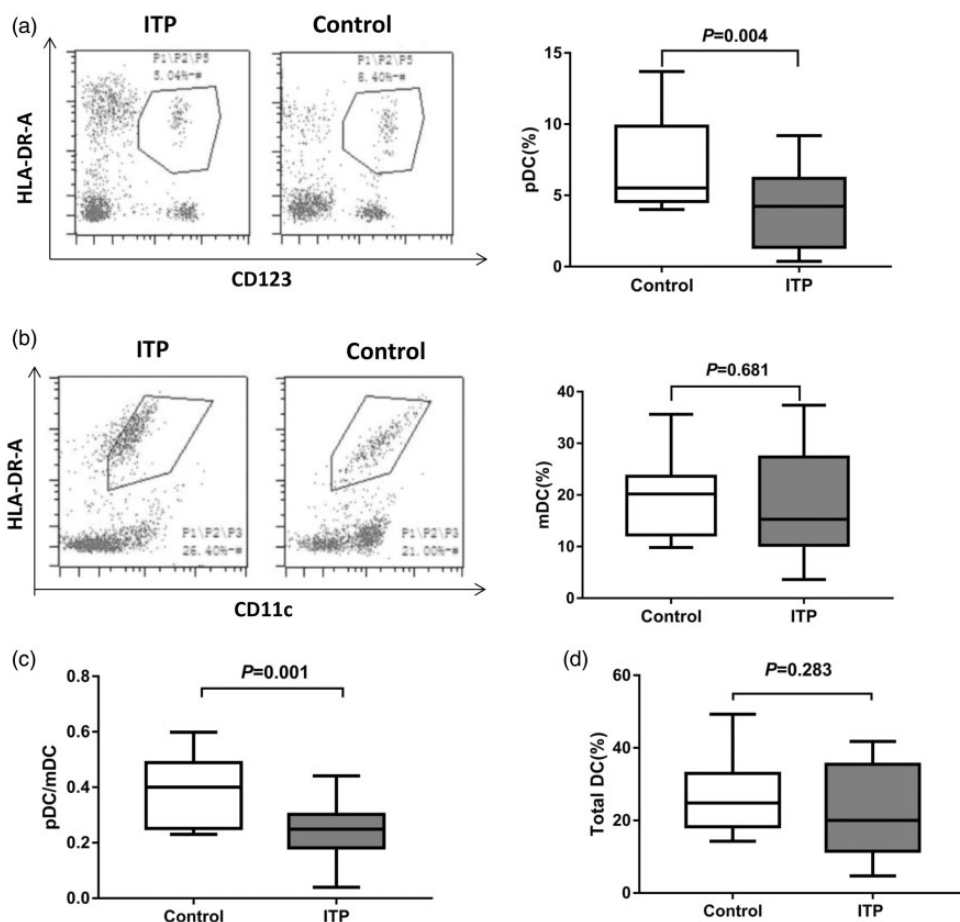 (a)
ITP
Control
P1\P2\P5
5.04%-#
P1\P2\P5
8.40%-#
HLA-DR-A
CD123
P=0.004
15
10
5
0
pDC(%)
Control
ITP
(b)
ITP
Control
P1\P2\P3
26.40%-#
P1\P2\P3
21.00%-#
HLA-DR-A
CD11c
P=0.681
40
30
20
10
0
mDC(%)
Control
ITP
(c)
P=0.001
0.8
0.6
0.4
0.2
0.0
pDC/mDC
Control
ITP
(d)
P=0.283
60
40
20
0
Total DC(%)
Control
ITP